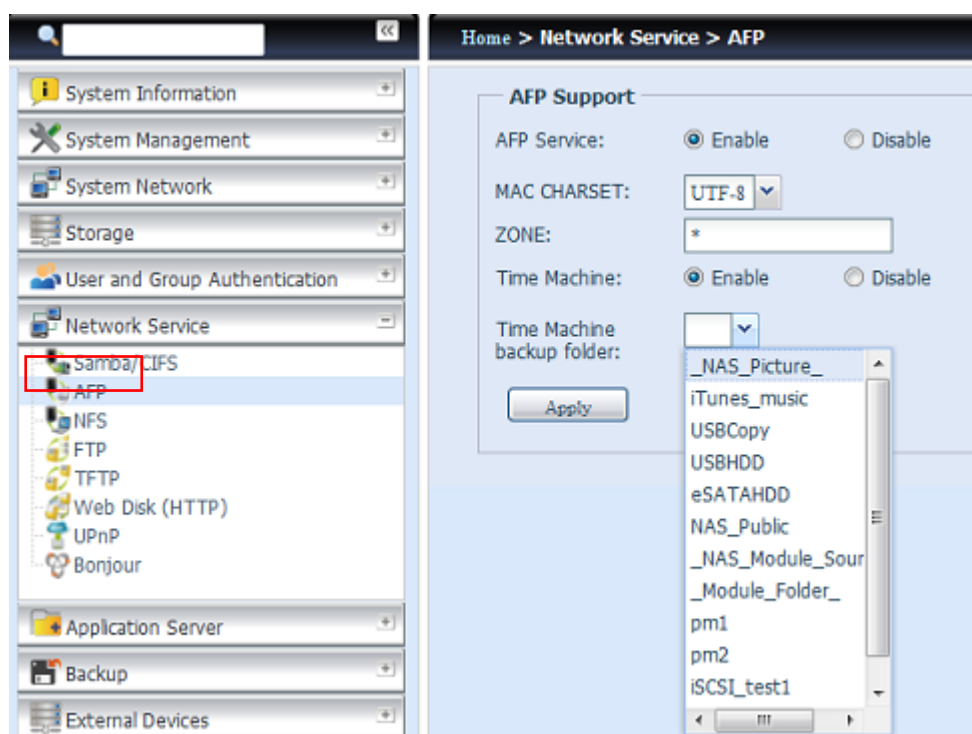 Home > Network Service > AFP
System Information
System Management
System Network
Storage
User and Group Authentication
Network Service
Samba/CIFS
AFP
NFS
FTP
TFTP
Web Disk (HTTP)
UPnP
Bonjour
Application Server
Backup
External Devices
AFP Support
AFP Service: Enable Disable
MAC CHARSET: UTF-8
ZONE: *
Time Machine: Enable Disable
Time Machine
backup folder:
_NAS_Picture_
iTunes_music
USBCopy
USBHDD
eSATAHDD
NAS_Public
_NAS_Module_Sour
_Module_Folder_
pm1
pm2
iSCSI_test1
Apply